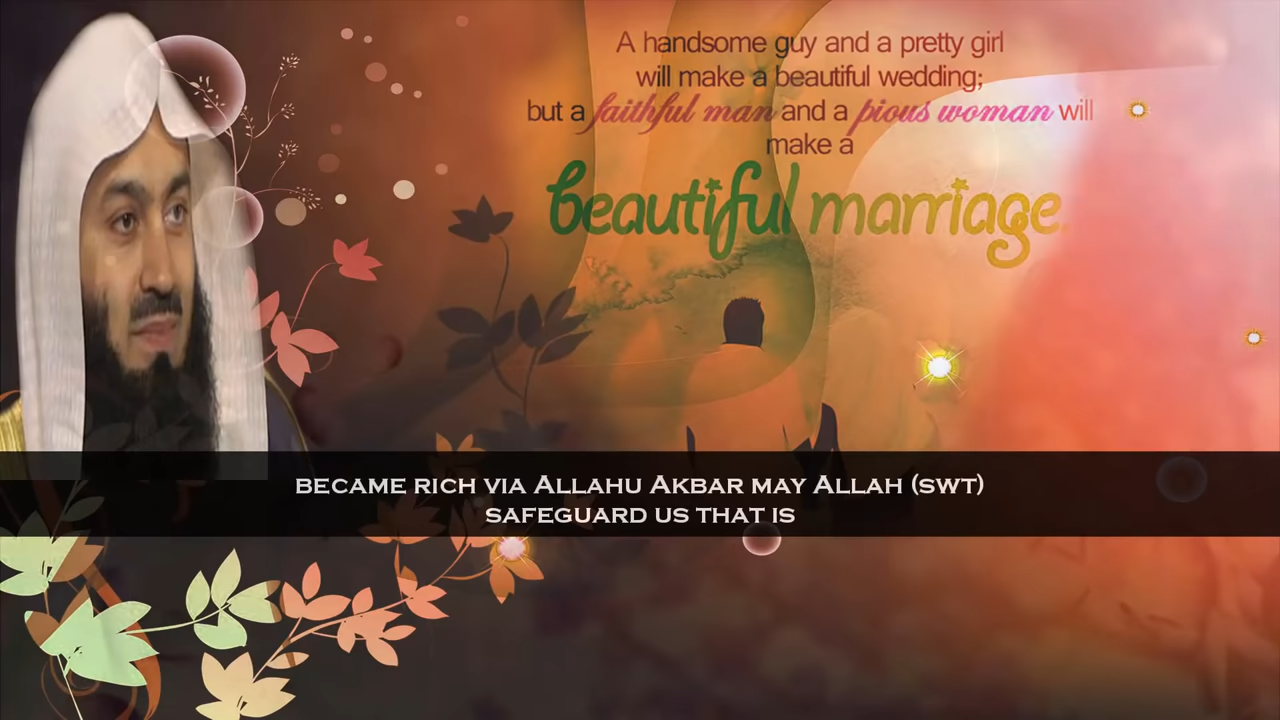 A handsome guy and a pretty girl
will make a beautiful wedding;
but a faithful man and a pious woman will
make a
beautiful marriage.
BECAME RICH VIA ALLAHU AKBAR MAY ALLAH (SWT)
SAFEGUARD US THAT IS